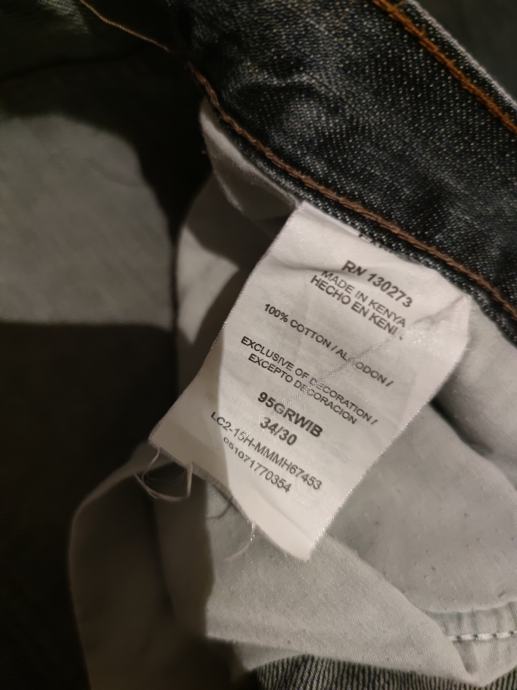 RN 130273
MADE IN KENYA
HECHO EN KENI
100% COTTON / ALGODON /
EXCLUSIVE OF DECORATION /
EXCEPTO DECORACION
95GRWIB
34/30
LC2-15H-MMMH67453
051071770354